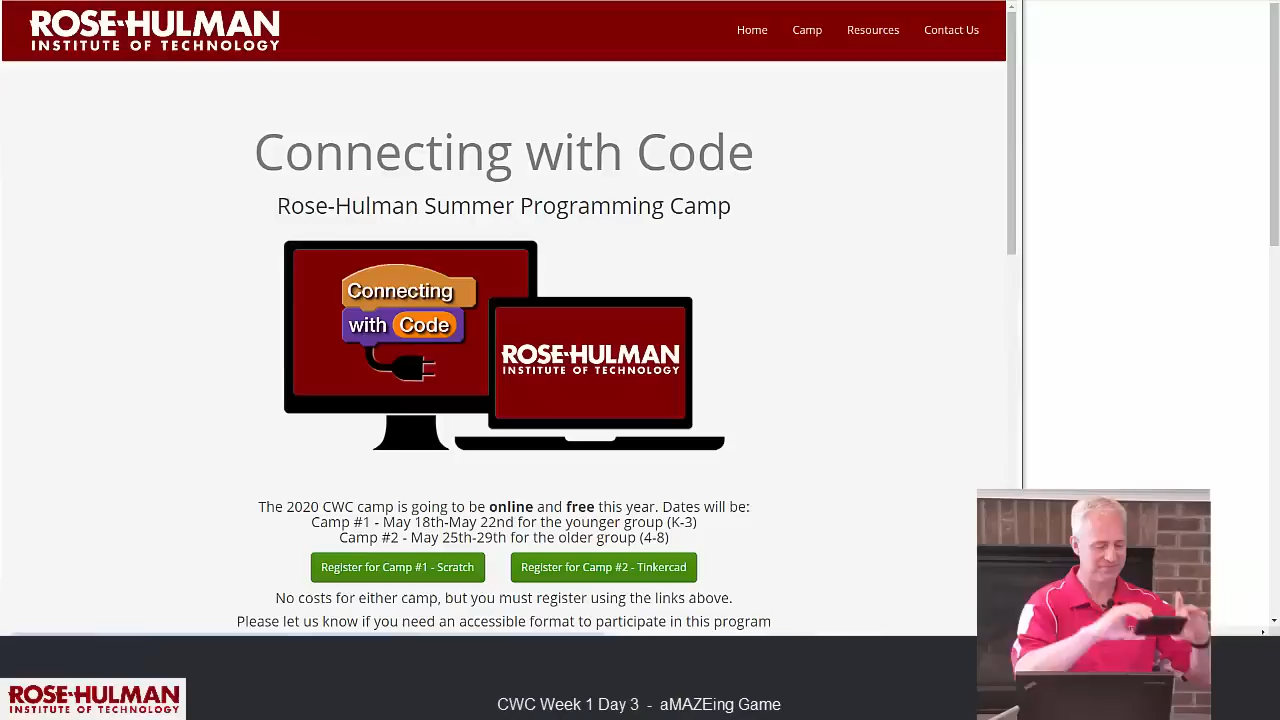 ROSE-HULMAN
INSTITUTE OF TECHNOLOGY
Home Camp Resources Contact Us
Connecting with Code
Rose-Hulman Summer Programming Camp
Connecting
with Code
ROSE-HULMAN
INSTITUTE OF TECHNOLOGY
The 2020 CWC camp is going to be online and free this year. Dates will be:
Camp #1 - May 18th-May 22nd for the younger group (K-3)
Camp #2 - May 25th-29th for the older group (4-8)
Register for Camp #1 - Scratch Register for Camp #2 - Tinkercad
No costs for either camp, but you must register using the links above.
Please let us know if you need an accessible format to participate in this program
ROSE-HULMAN
INSTITUTE OF TECHNOLOGY
CWC Week 1 Day 3 - aMAZEing Game